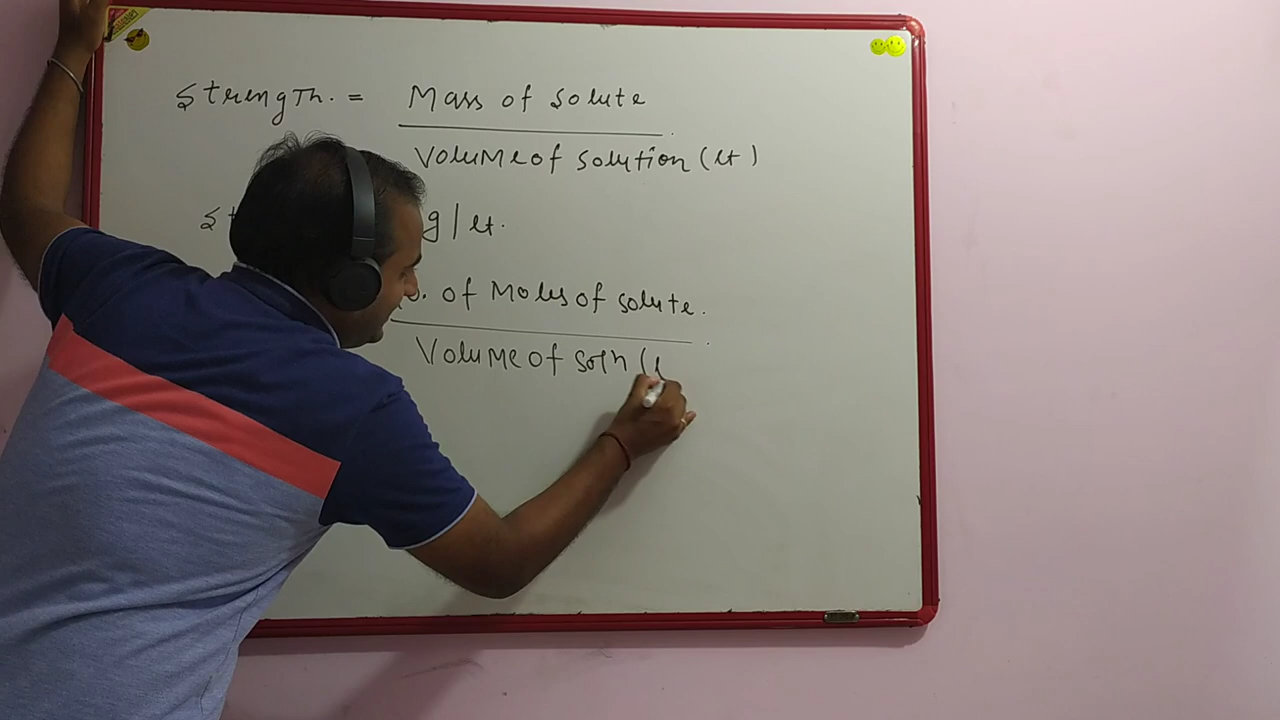 Strength. = Mass of solute
Volume of solution (lt)
g/lt.
of Moles of solute.
Volume of soln (l